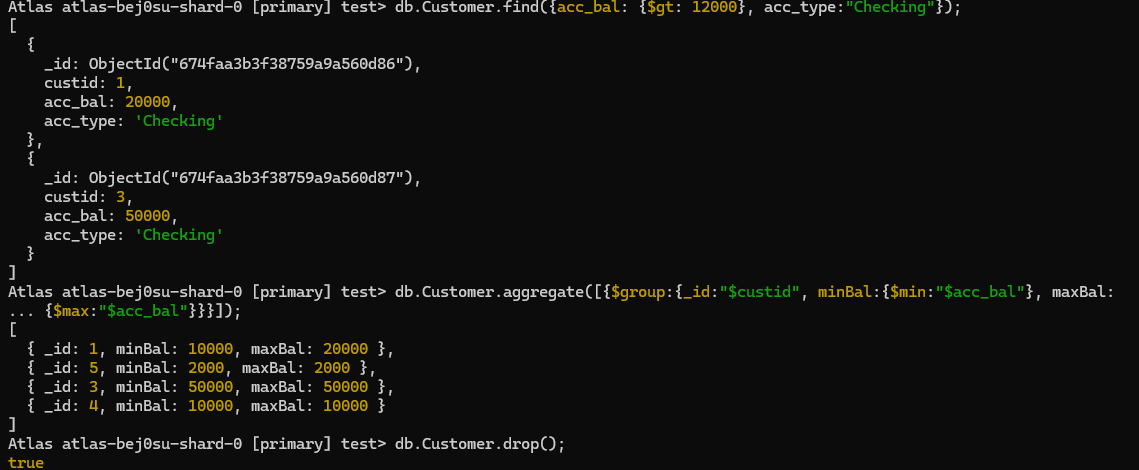 Atlas atlas-bej0su-shard-0 [primary] test> db.Customer.find({acc_bal: {$gt: 12000}, acc_type:"Checking"});
[
  {
    _id: ObjectId("674faa3b3f38759a9a560d86"),
    custid: 1,
    acc_bal: 20000,
    acc_type: 'Checking'
  },
  {
    _id: ObjectId("674faa3b3f38759a9a560d87"),
    custid: 3,
    acc_bal: 50000,
    acc_type: 'Checking'
  }
]
Atlas atlas-bej0su-shard-0 [primary] test> db.Customer.aggregate([{$group:{_id:"$custid", minBal:{$min:"$acc_bal"}, maxBal:
... {$max:"$acc_bal"}}}]);
[
  { _id: 1, minBal: 10000, maxBal: 20000 },
  { _id: 5, minBal: 2000, maxBal: 2000 },
  { _id: 3, minBal: 50000, maxBal: 50000 },
  { _id: 4, minBal: 10000, maxBal: 10000 }
]
Atlas atlas-bej0su-shard-0 [primary] test> db.Customer.drop();
true